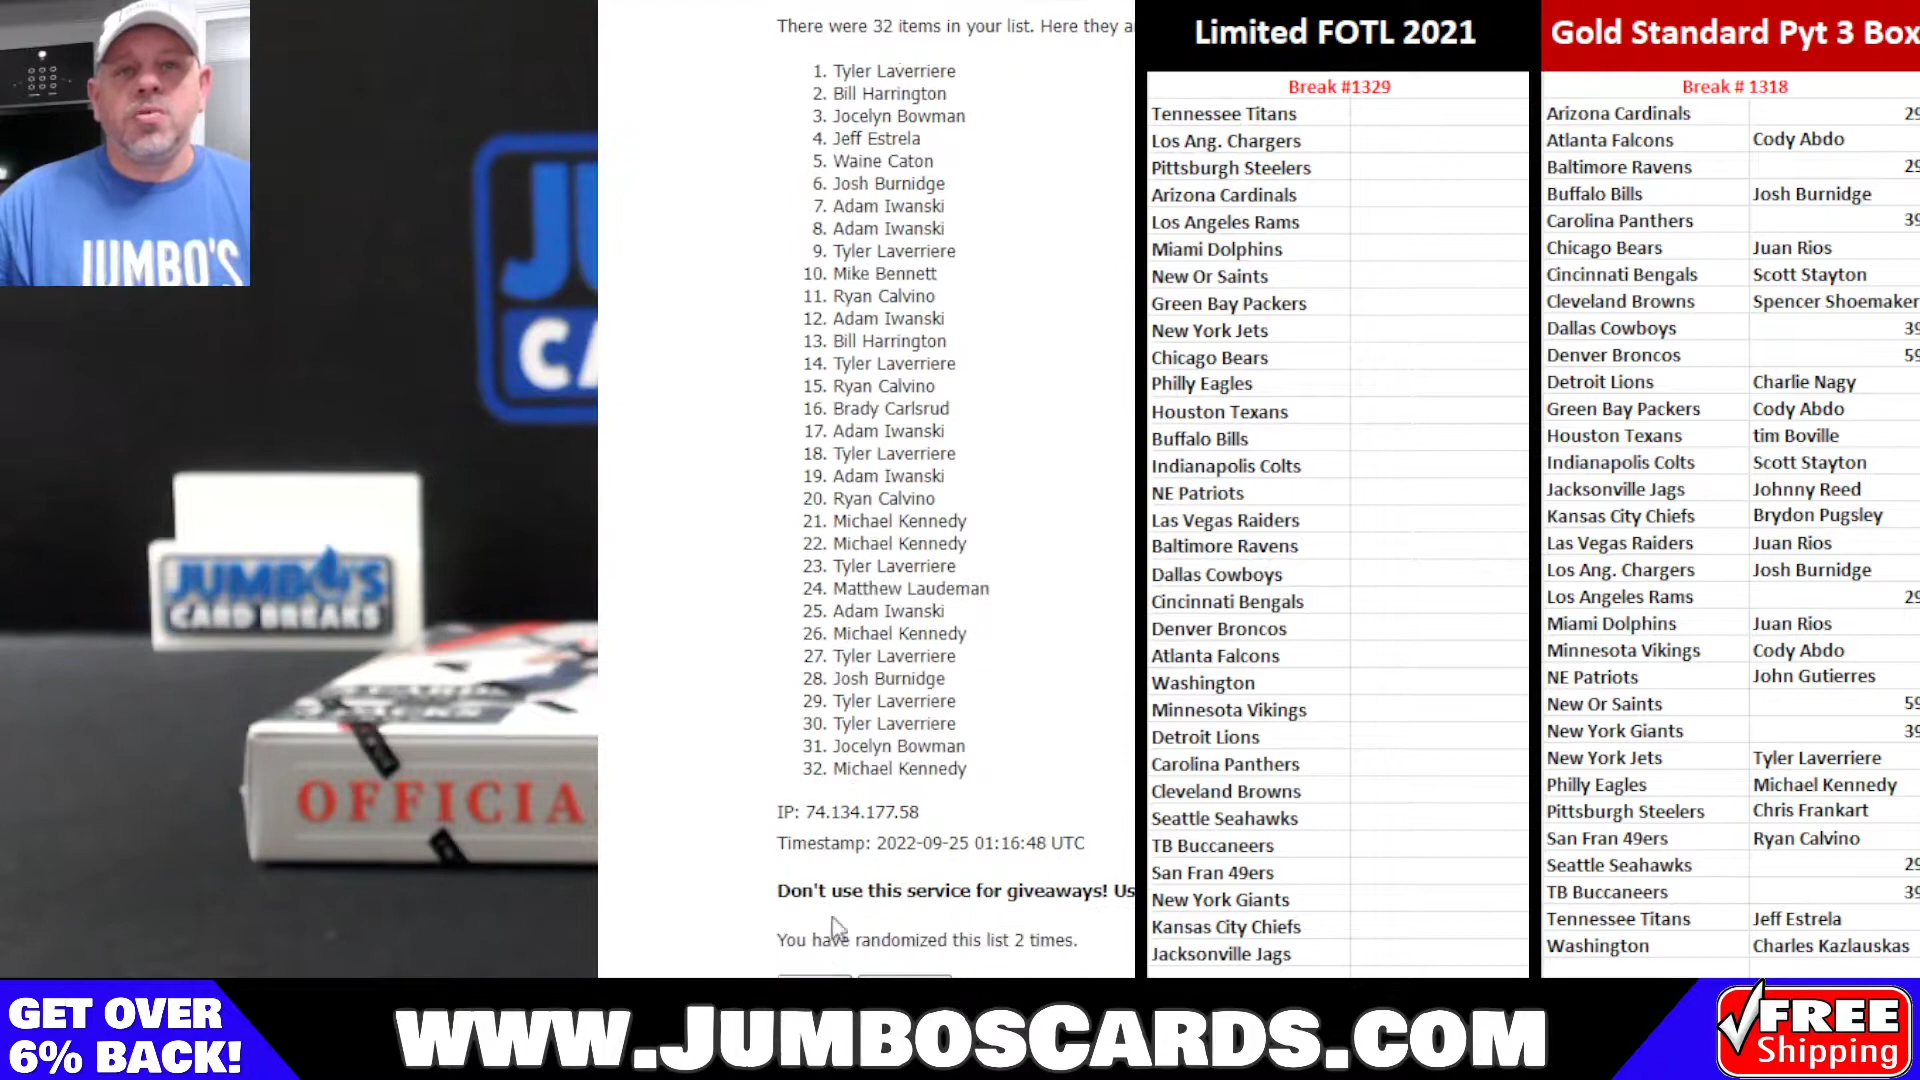 JUMBO'S
JUMBO'S
CARD BREAKS
OFFICIA
There were 32 items in your list. Here they a
1. Tyler Laverriere
2. Bill Harrington
3. Jocelyn Bowman
4. Jeff Estrela
5. Waine Caton
6. Josh Burnidge
7. Adam Iwanski
8. Adam Iwanski
9. Tyler Laverriere
10. Mike Bennett
11. Ryan Calvino
12. Adam Iwanski
13. Bill Harrington
14. Tyler Laverriere
15. Ryan Calvino
16. Brady Carlsrud
17. Adam Iwanski
18. Tyler Laverriere
19. Adam Iwanski
20. Ryan Calvino
21. Michael Kennedy
22. Michael Kennedy
23. Tyler Laverriere
24. Matthew Laudeman
25. Adam Iwanski
26. Michael Kennedy
27. Tyler Laverriere
28. Josh Burnidge
29. Tyler Laverriere
30. Tyler Laverriere
31. Jocelyn Bowman
32. Michael Kennedy
IP: 74.134.177.58
Timestamp: 2022-09-25 01:16:48 UTC
Don't use this service for giveaways! Us
You have randomized this list 2 times.
Limited FOTL 2021
Break #1329
Tennessee Titans
Los Ang. Chargers
Pittsburgh Steelers
Arizona Cardinals
Los Angeles Rams
Miami Dolphins
New Or Saints
Green Bay Packers
New York Jets
Chicago Bears
Philly Eagles
Houston Texans
Buffalo Bills
Indianapolis Colts
NE Patriots
Las Vegas Raiders
Baltimore Ravens
Dallas Cowboys
Cincinnati Bengals
Denver Broncos
Atlanta Falcons
Washington
Minnesota Vikings
Detroit Lions
Carolina Panthers
Cleveland Browns
Seattle Seahawks
TB Buccaneers
San Fran 49ers
New York Giants
Kansas City Chiefs
Jacksonville Jags
Gold Standard Pyt 3 Box
Break # 1318
Arizona Cardinals 29
Atlanta Falcons Cody Abdo
Baltimore Ravens 29
Buffalo Bills Josh Burnidge
Carolina Panthers 39
Chicago Bears Juan Rios
Cincinnati Bengals Scott Stayton
Cleveland Browns Spencer Shoemaker
Dallas Cowboys 39
Denver Broncos 59
Detroit Lions Charlie Nagy
Green Bay Packers Cody Abdo
Houston Texans tim Boville
Indianapolis Colts Scott Stayton
Jacksonville Jags Johnny Reed
Kansas City Chiefs Brydon Pugsley
Las Vegas Raiders Juan Rios
Los Ang. Chargers Josh Burnidge
Los Angeles Rams 29
Miami Dolphins Juan Rios
Minnesota Vikings Cody Abdo
NE Patriots John Gutierres
New Or Saints 59
New York Giants 39
New York Jets Tyler Laverriere
Philly Eagles Michael Kennedy
Pittsburgh Steelers Chris Frankart
San Fran 49ers Ryan Calvino
Seattle Seahawks 29
TB Buccaneers 39
Tennessee Titans Jeff Estrela
Washington Charles Kazlauskas
GET OVER
6% BACK!
www.JumbosCards.com
FREE
Shipping